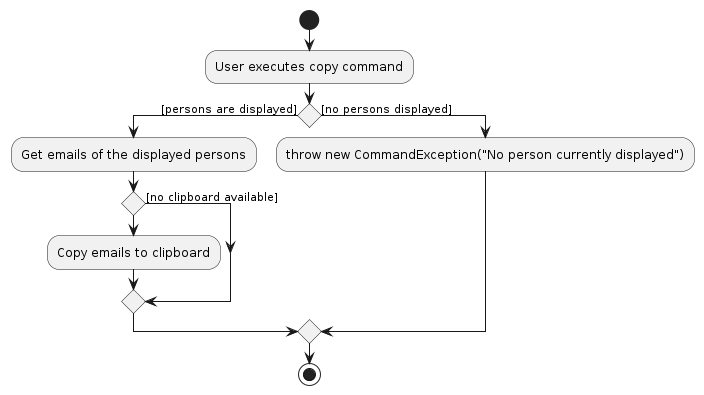 User executes copy command
[persons are displayed]
[no persons displayed]
Get emails of the displayed persons
throw new CommandException("No person currently displayed")
[no clipboard available]
Copy emails to clipboard